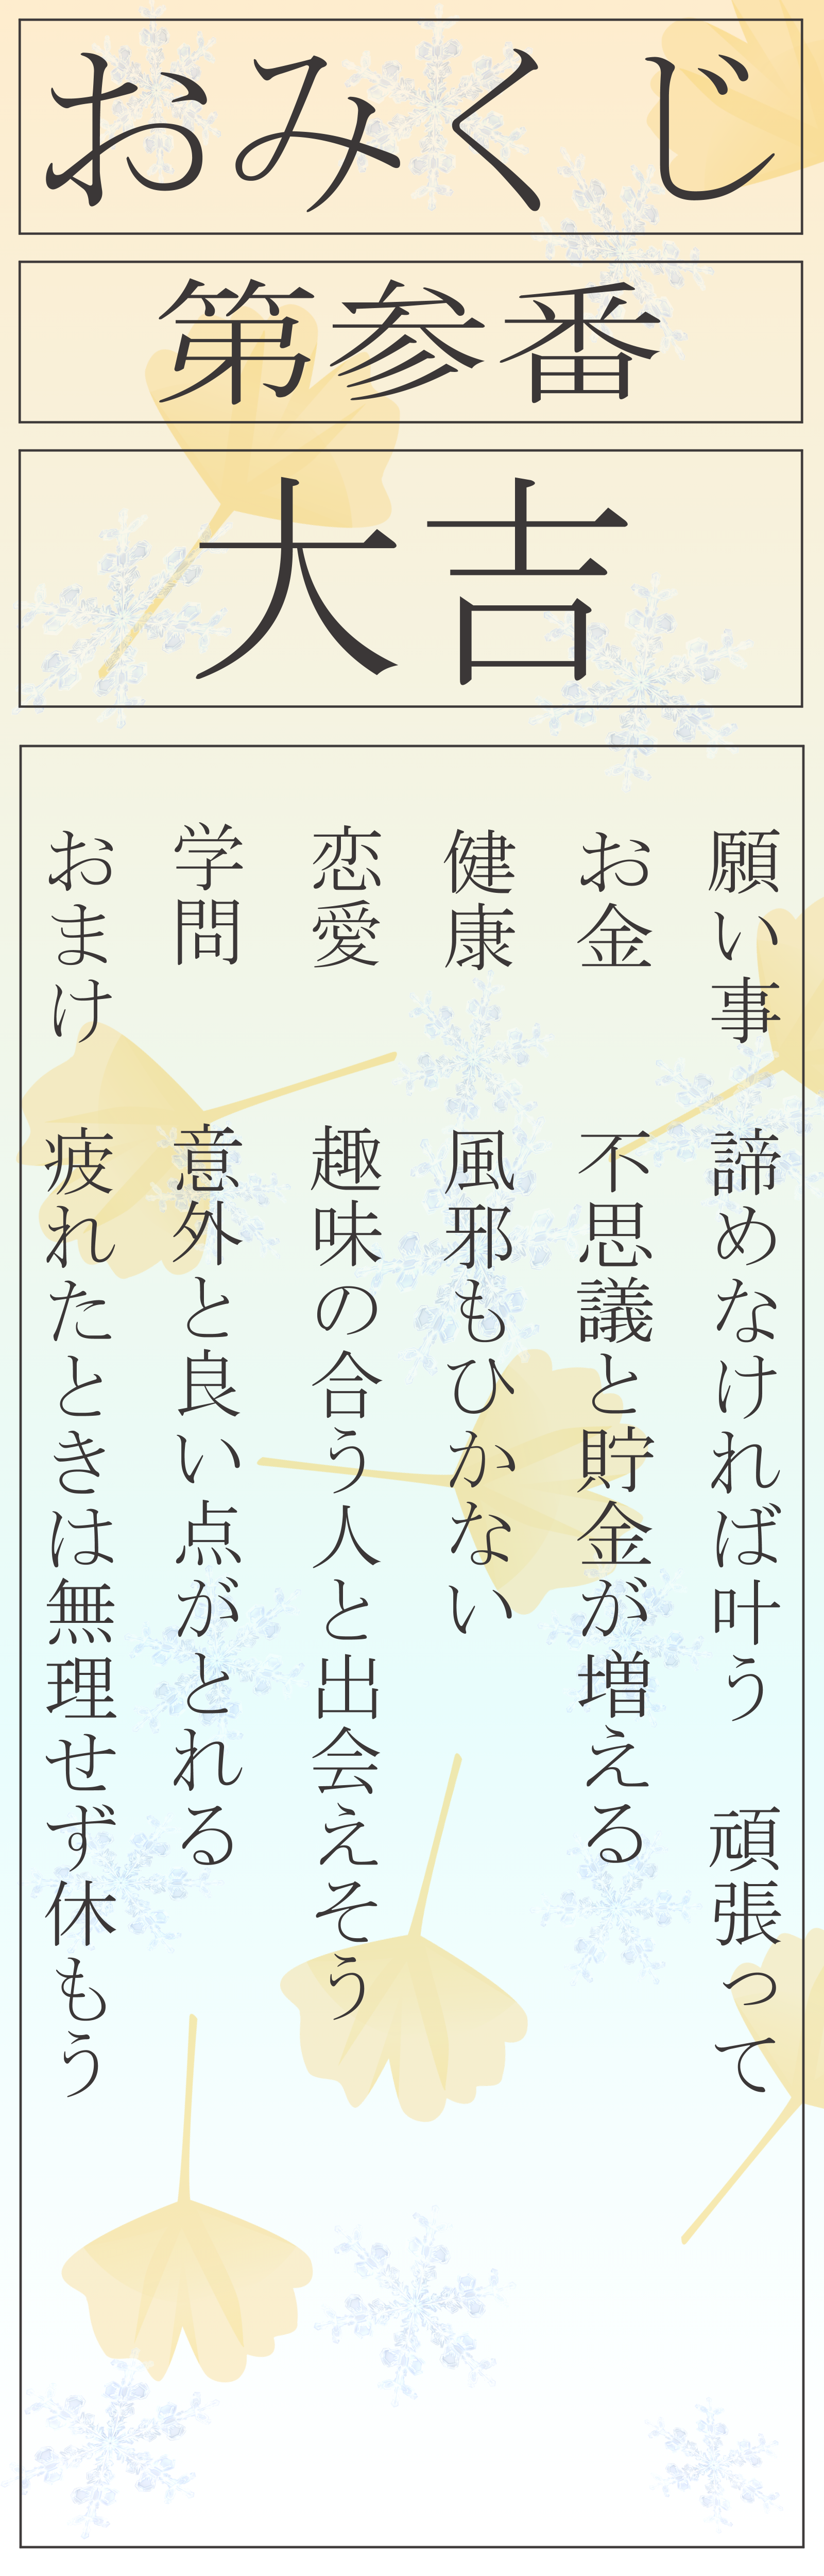 おみくじ
第参番
大吉
願い事　諦めなければ叶う　頑張って
お金　不思議と貯金が増える
健康　風邪もひかない
恋愛　趣味の合う人と出会えそう
学問　意外と良い点がとれる
おまけ　疲れたときは無理せず休もう